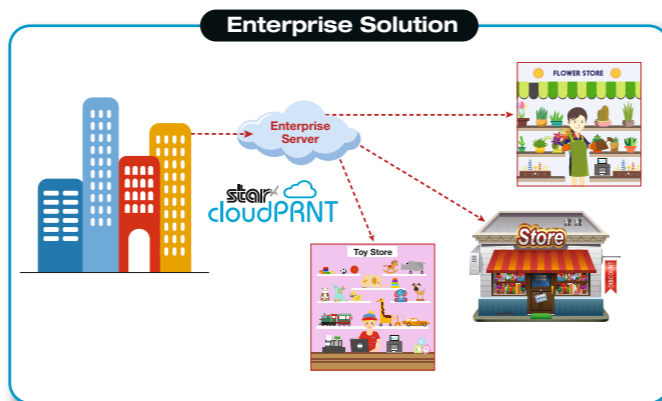 Enterprise Solution
FLOWER STORE
Enterprise
Server
star
cloudPRNT
Store
Toy Store